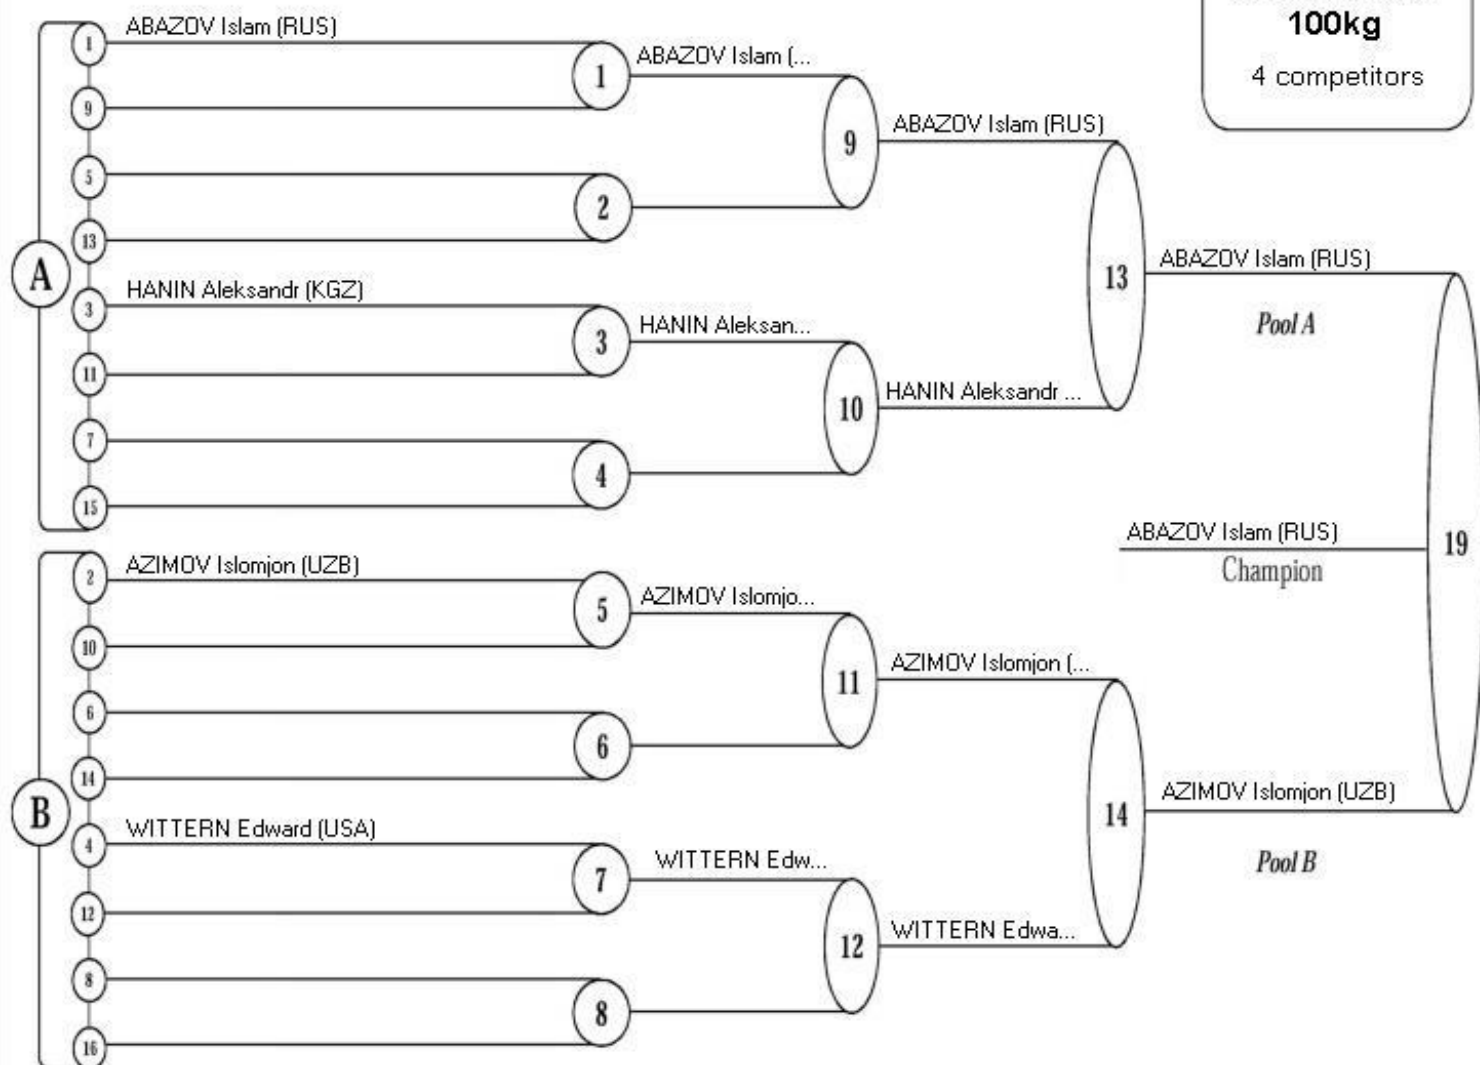 100kg
4 competitors
ABAZOV Islam (RUS)
1
ABAZOV Islam (...
1
9
ABAZOV Islam (RUS)
9
5
2
13
A
ABAZOV Islam (RUS)
13
HANIN Aleksandr (KGZ)
3
HANIN Aleksan...
Pool A
3
11
HANIN Aleksandr ...
10
7
4
15
ABAZOV Islam (RUS)
19
Champion
AZIMOV Islomjon (UZB)
2
AZIMOV Islomjo...
5
10
AZIMOV Islomjon (...
11
6
6
14
AZIMOV Islomjon (UZB)
B
14
WITTERN Edward (USA)
4
WITTERN Edw...
Pool B
7
12
WITTERN Edwa...
12
8
8
16